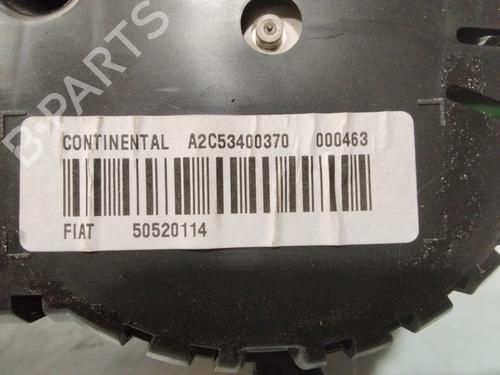 B-PARTS
CONTINENTAL A2C53400370 000463
FIAT 50520114